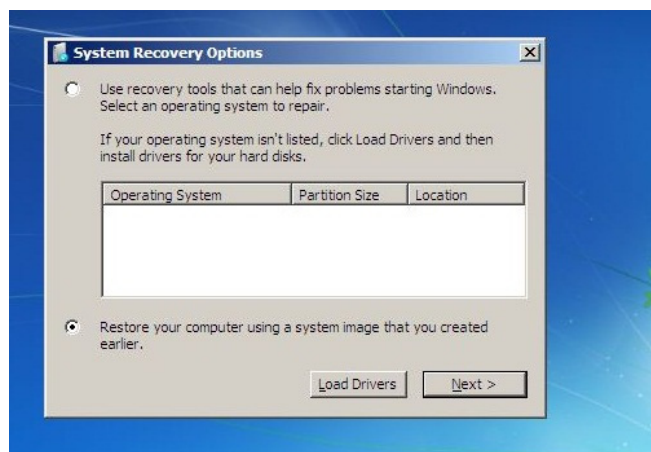 System Recovery Options
Use recovery tools that can help fix problems starting Windows.
Select an operating system to repair.
If your operating system isn't listed, click Load Drivers and then
install drivers for your hard disks.
Operating System Partition Size Location
Restore your computer using a system image that you created
earlier.
Load Drivers Next >